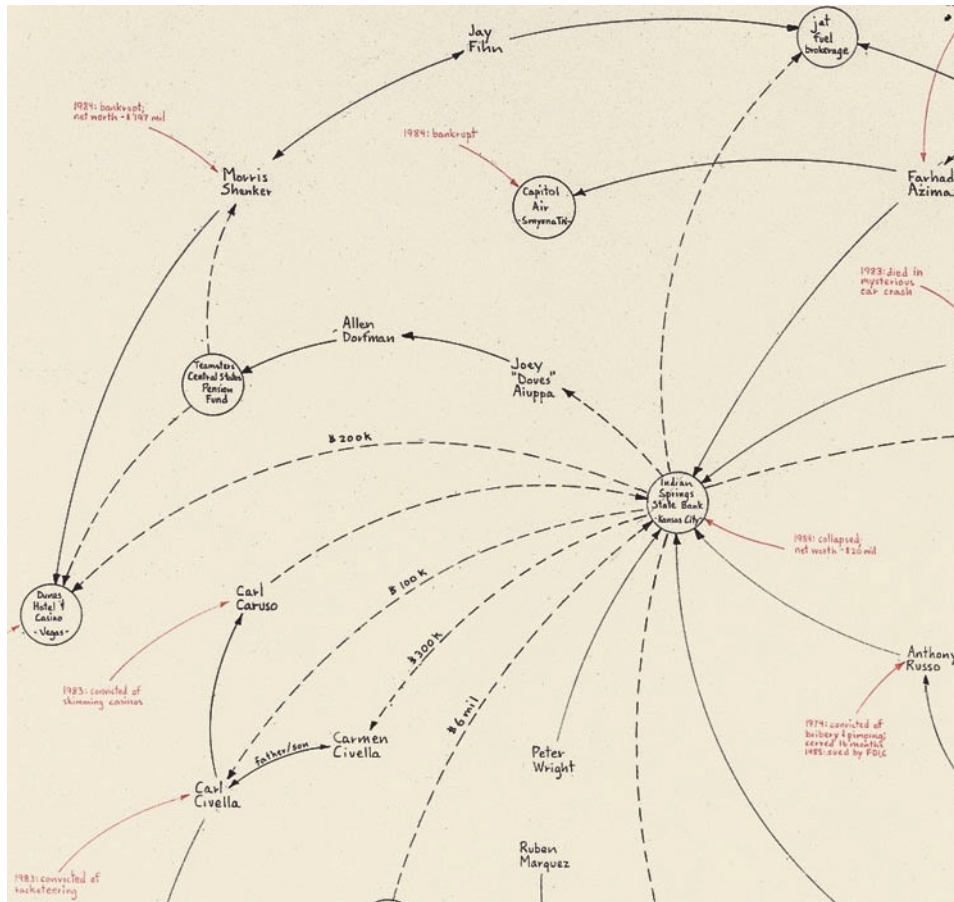 Jay
Fihn
jet
fuel
brokerage
1984: bankrupt;
net worth -$197 mil
1984: bankrupt
Morris
Shenker
Capitol
Air
-Smyrna TN-
Farhad
Azima
1983: died in
mysterious
car crash
Allen
Dorfman
Teamsters
Central States
Pension
Fund
Joey
"Doves"
Aiuppa
$200k
Indian
Springs
State Bank
-Kansas City-
1984: collapsed;
net worth -$20 mil
$100k
Dunes
Hotel &
Casino
-Vegas-
Carl
Caruso
$300k
1983: convicted of
skimming casinos
$6 mil
Anthony
Russo
1974: convicted of
bribery & pimping;
served 16 months
1985: sued by FDIC
father/son
Carmen
Civella
Peter
Wright
Carl
Civella
Ruben
Marquez
1983: convicted of
racketeering